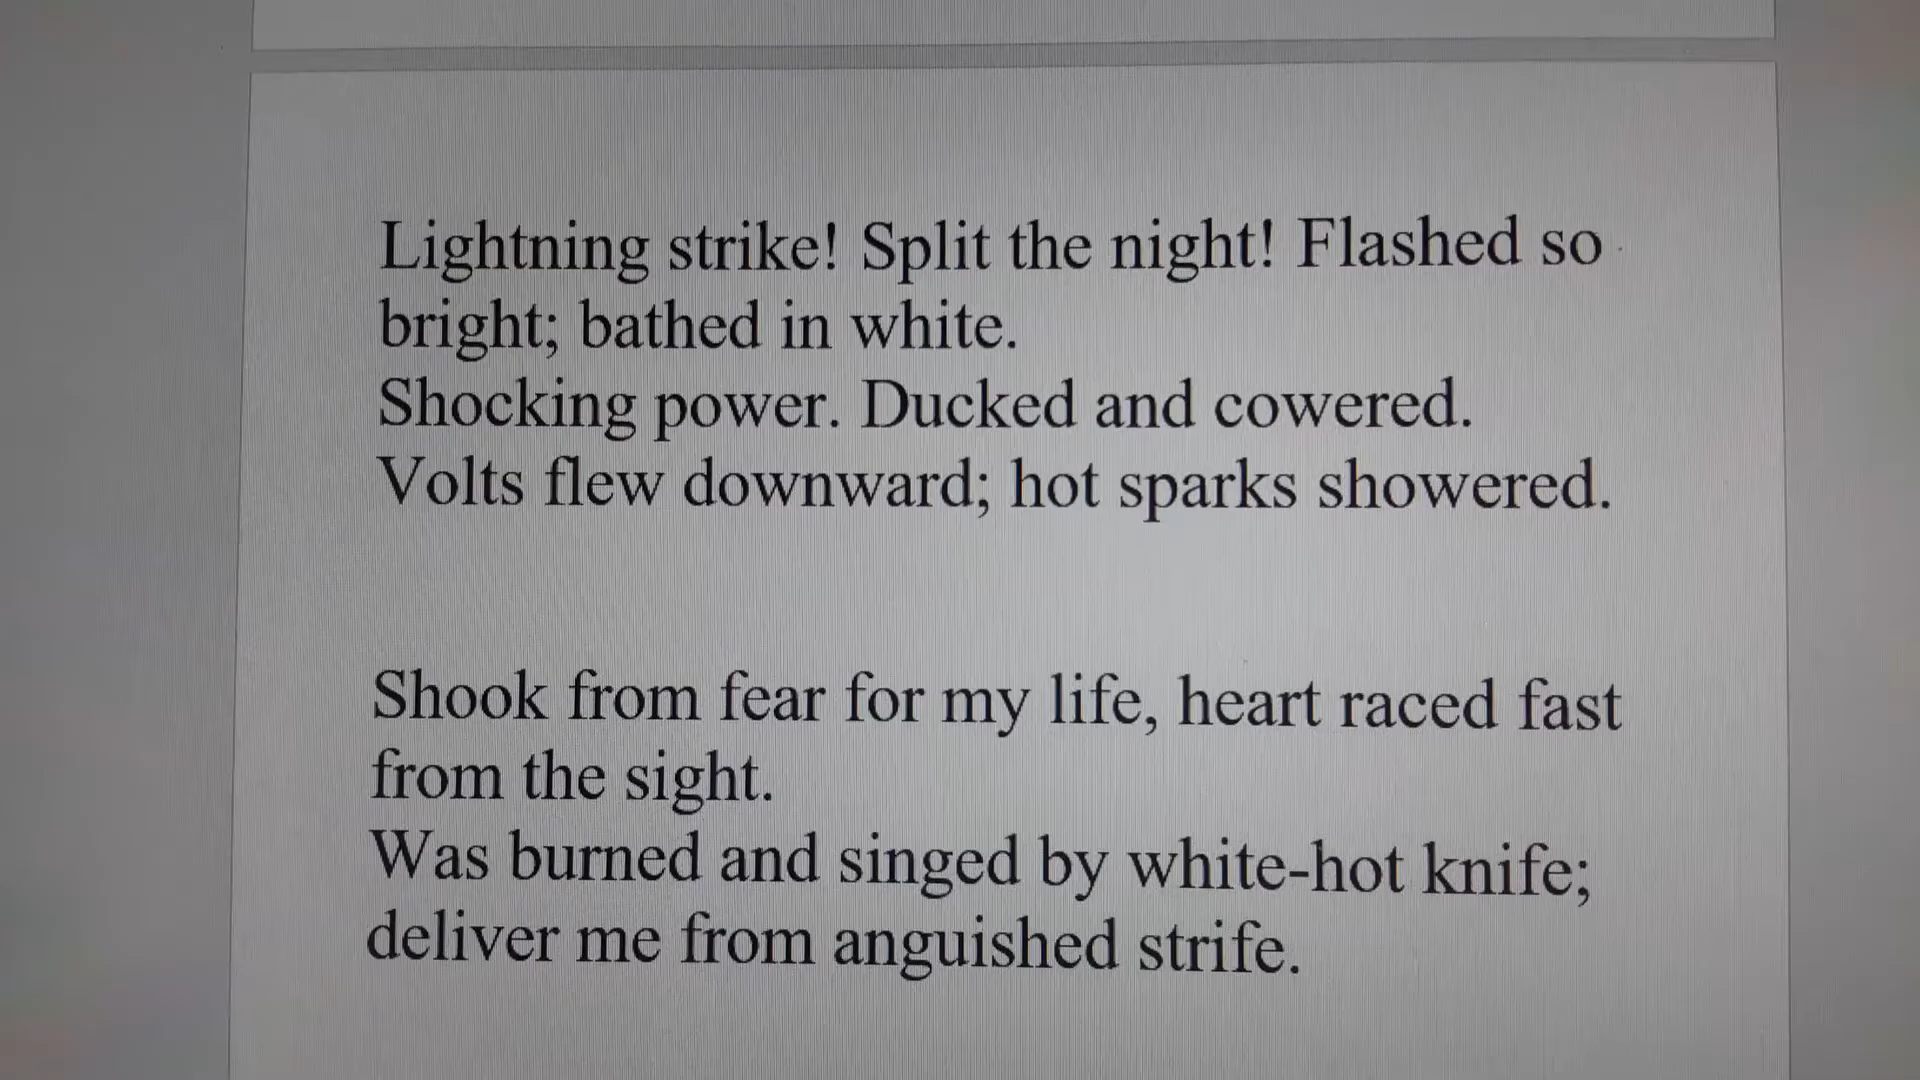 Lightning strike! Split the night! Flashed so
bright; bathed in white.
Shocking power. Ducked and cowered.
Volts flew downward; hot sparks showered.
Shook from fear for my life, heart raced fast
from the sight.
Was burned and singed by white-hot knife;
deliver me from anguished strife.